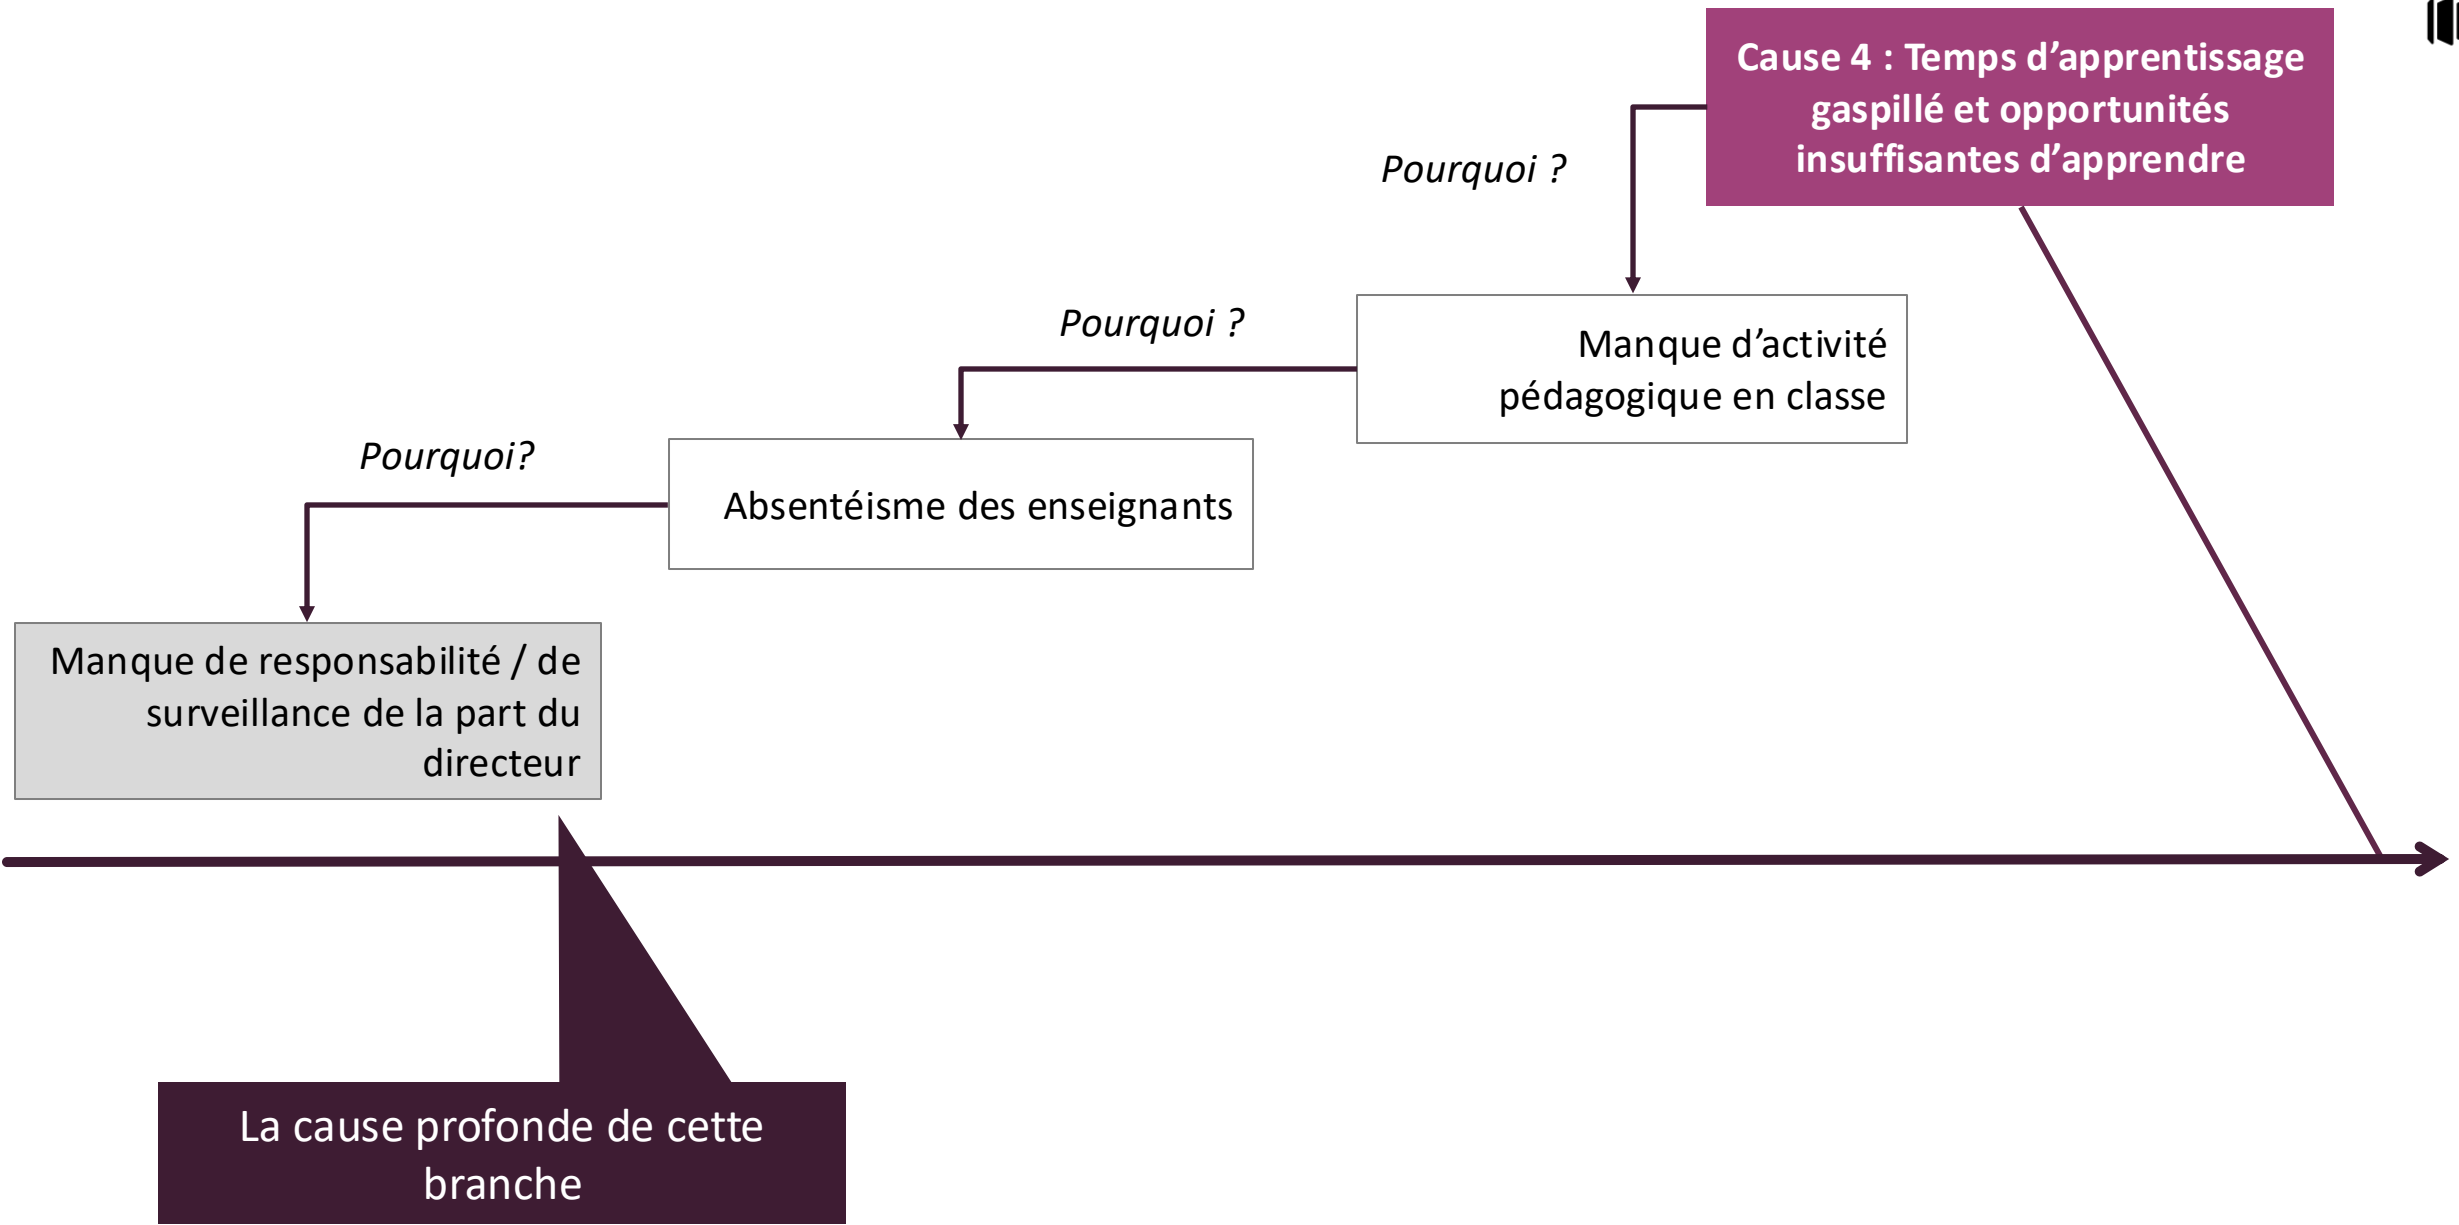 Cause 4 : Temps d’apprentissage
gaspillé et opportunités
insuffisantes d’apprendre
Pourquoi ?
Manque d’activité
pédagogique en classe
Pourquoi ?
Absentéisme des enseignants
Pourquoi?
Manque de responsabilité / de
surveillance de la part du
directeur
La cause profonde de cette
branche